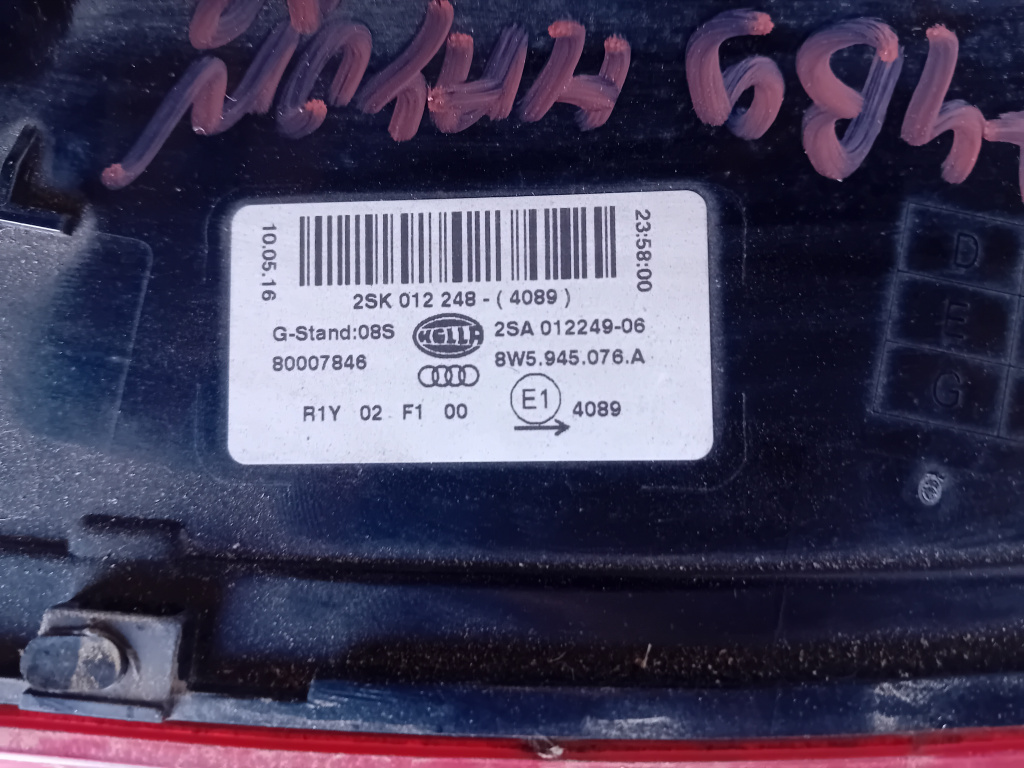 10.05.16
23:58:00
2SK 012 248 - ( 4089 )
G-Stand:08S HELLA 2SA 012249-06
80007846 8W5.945.076.A
R1Y 02 F1 00 E1 4089
D
E
G